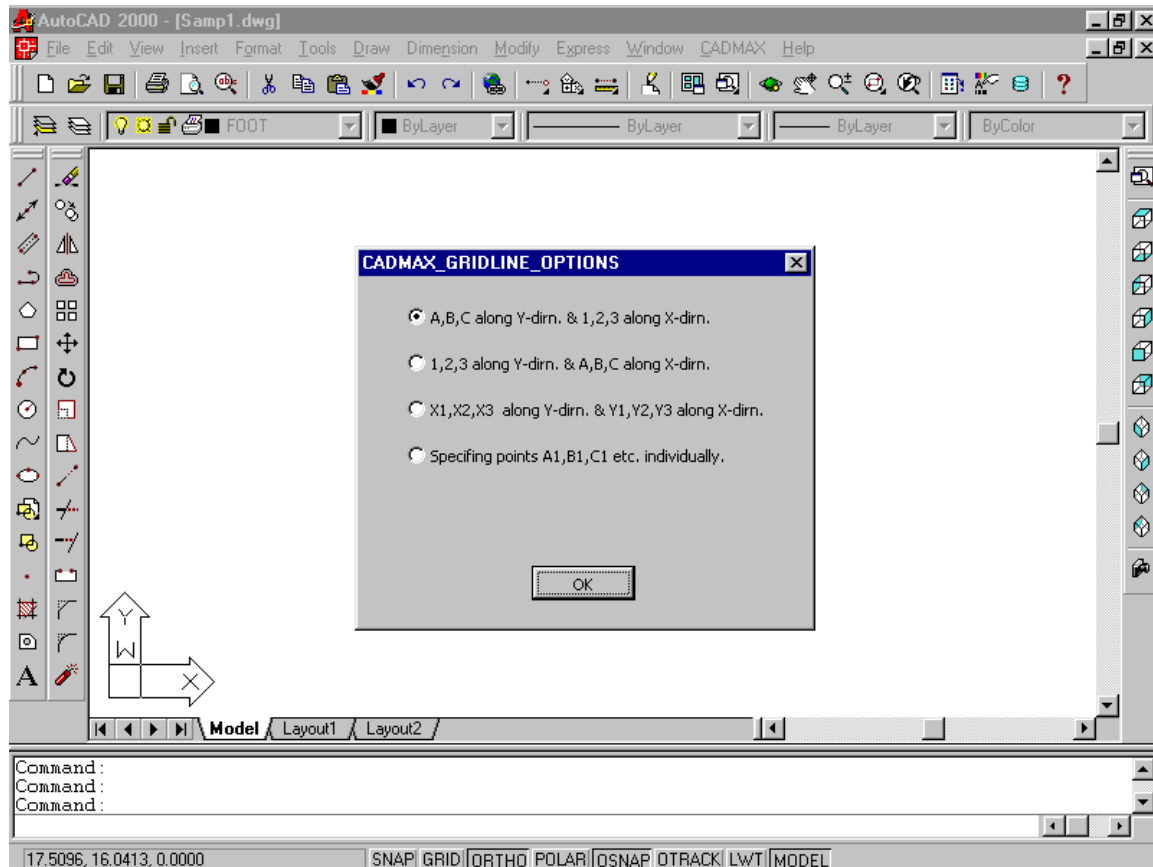 AutoCAD 2000 - [Samp1.dwg]
File Edit View Insert Format Tools Draw Dimension Modify Express Window CADMAX Help
FOOT ByLayer ByLayer ByLayer ByColor
CADMAX_GRIDLINE_OPTIONS
A,B,C along Y-dirn. & 1,2,3 along X-dirn.
1,2,3 along Y-dirn. & A,B,C along X-dirn.
X1,X2,X3 along Y-dirn. & Y1,Y2,Y3 along X-dirn.
Specifing points A1,B1,C1 etc. individually.
OK
Y
W
X
A
Model Layout1 Layout2
Command:
Command:
Command:
17.5096, 16.0413, 0.0000 SNAP GRID ORTHO POLAR OSNAP OTRACK LWT MODEL